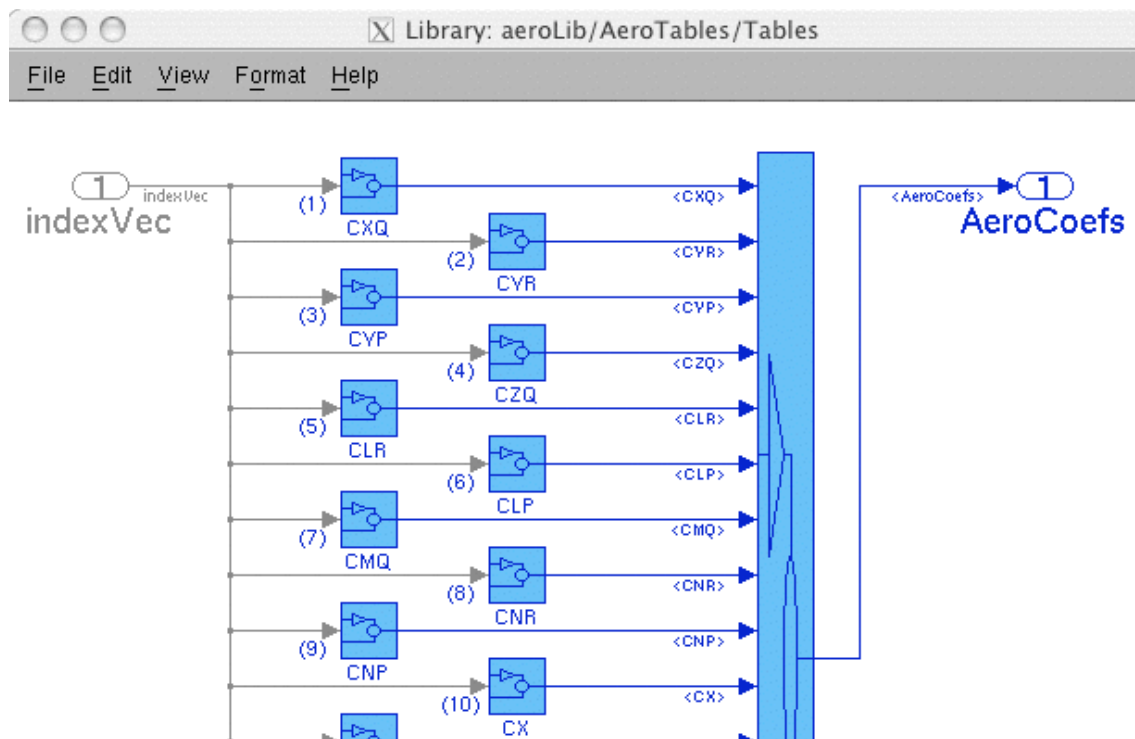 X Library: aeroLib/AeroTables/Tables
File Edit View Format Help
1 indexVec
indexVec
(1) CXQ <CXQ>
<AeroCoefs> 1
AeroCoefs
(2) CYR <CYR>
(3) CYP <CYP>
(4) CZQ <CZQ>
(5) CLR <CLR>
(6) CLP <CLP>
(7) CMQ <CMQ>
(8) CNR <CNR>
(9) CNP <CNP>
(10) CX <CX>